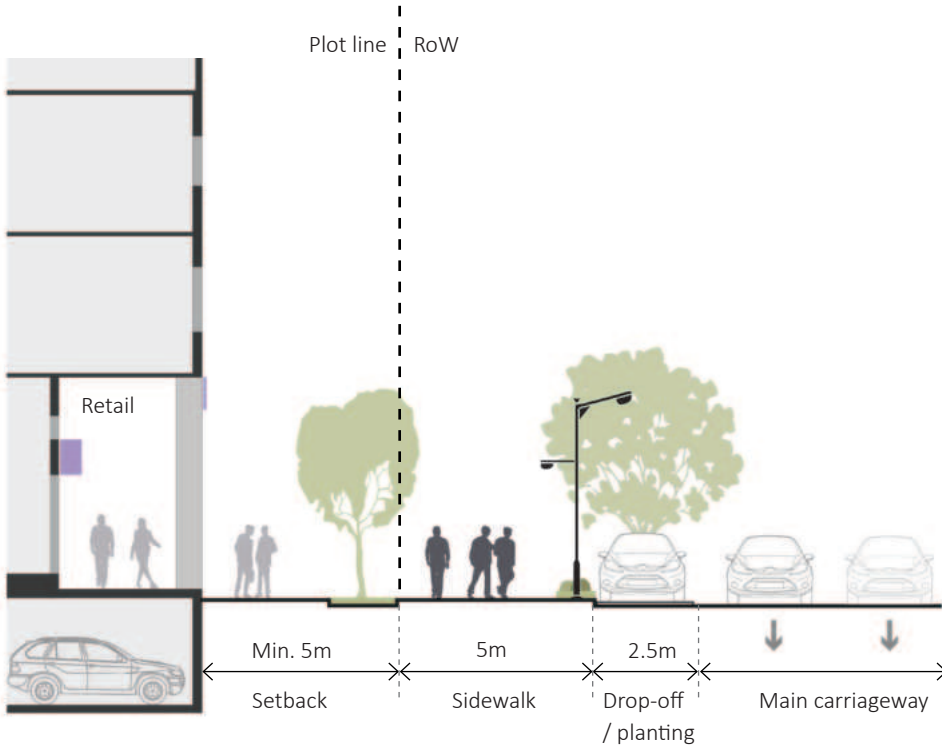 Plot line
RoW
Retail
Min. 5m
5m
2.5m
Setback
Sidewalk
Drop-off
/ planting
Main carriageway